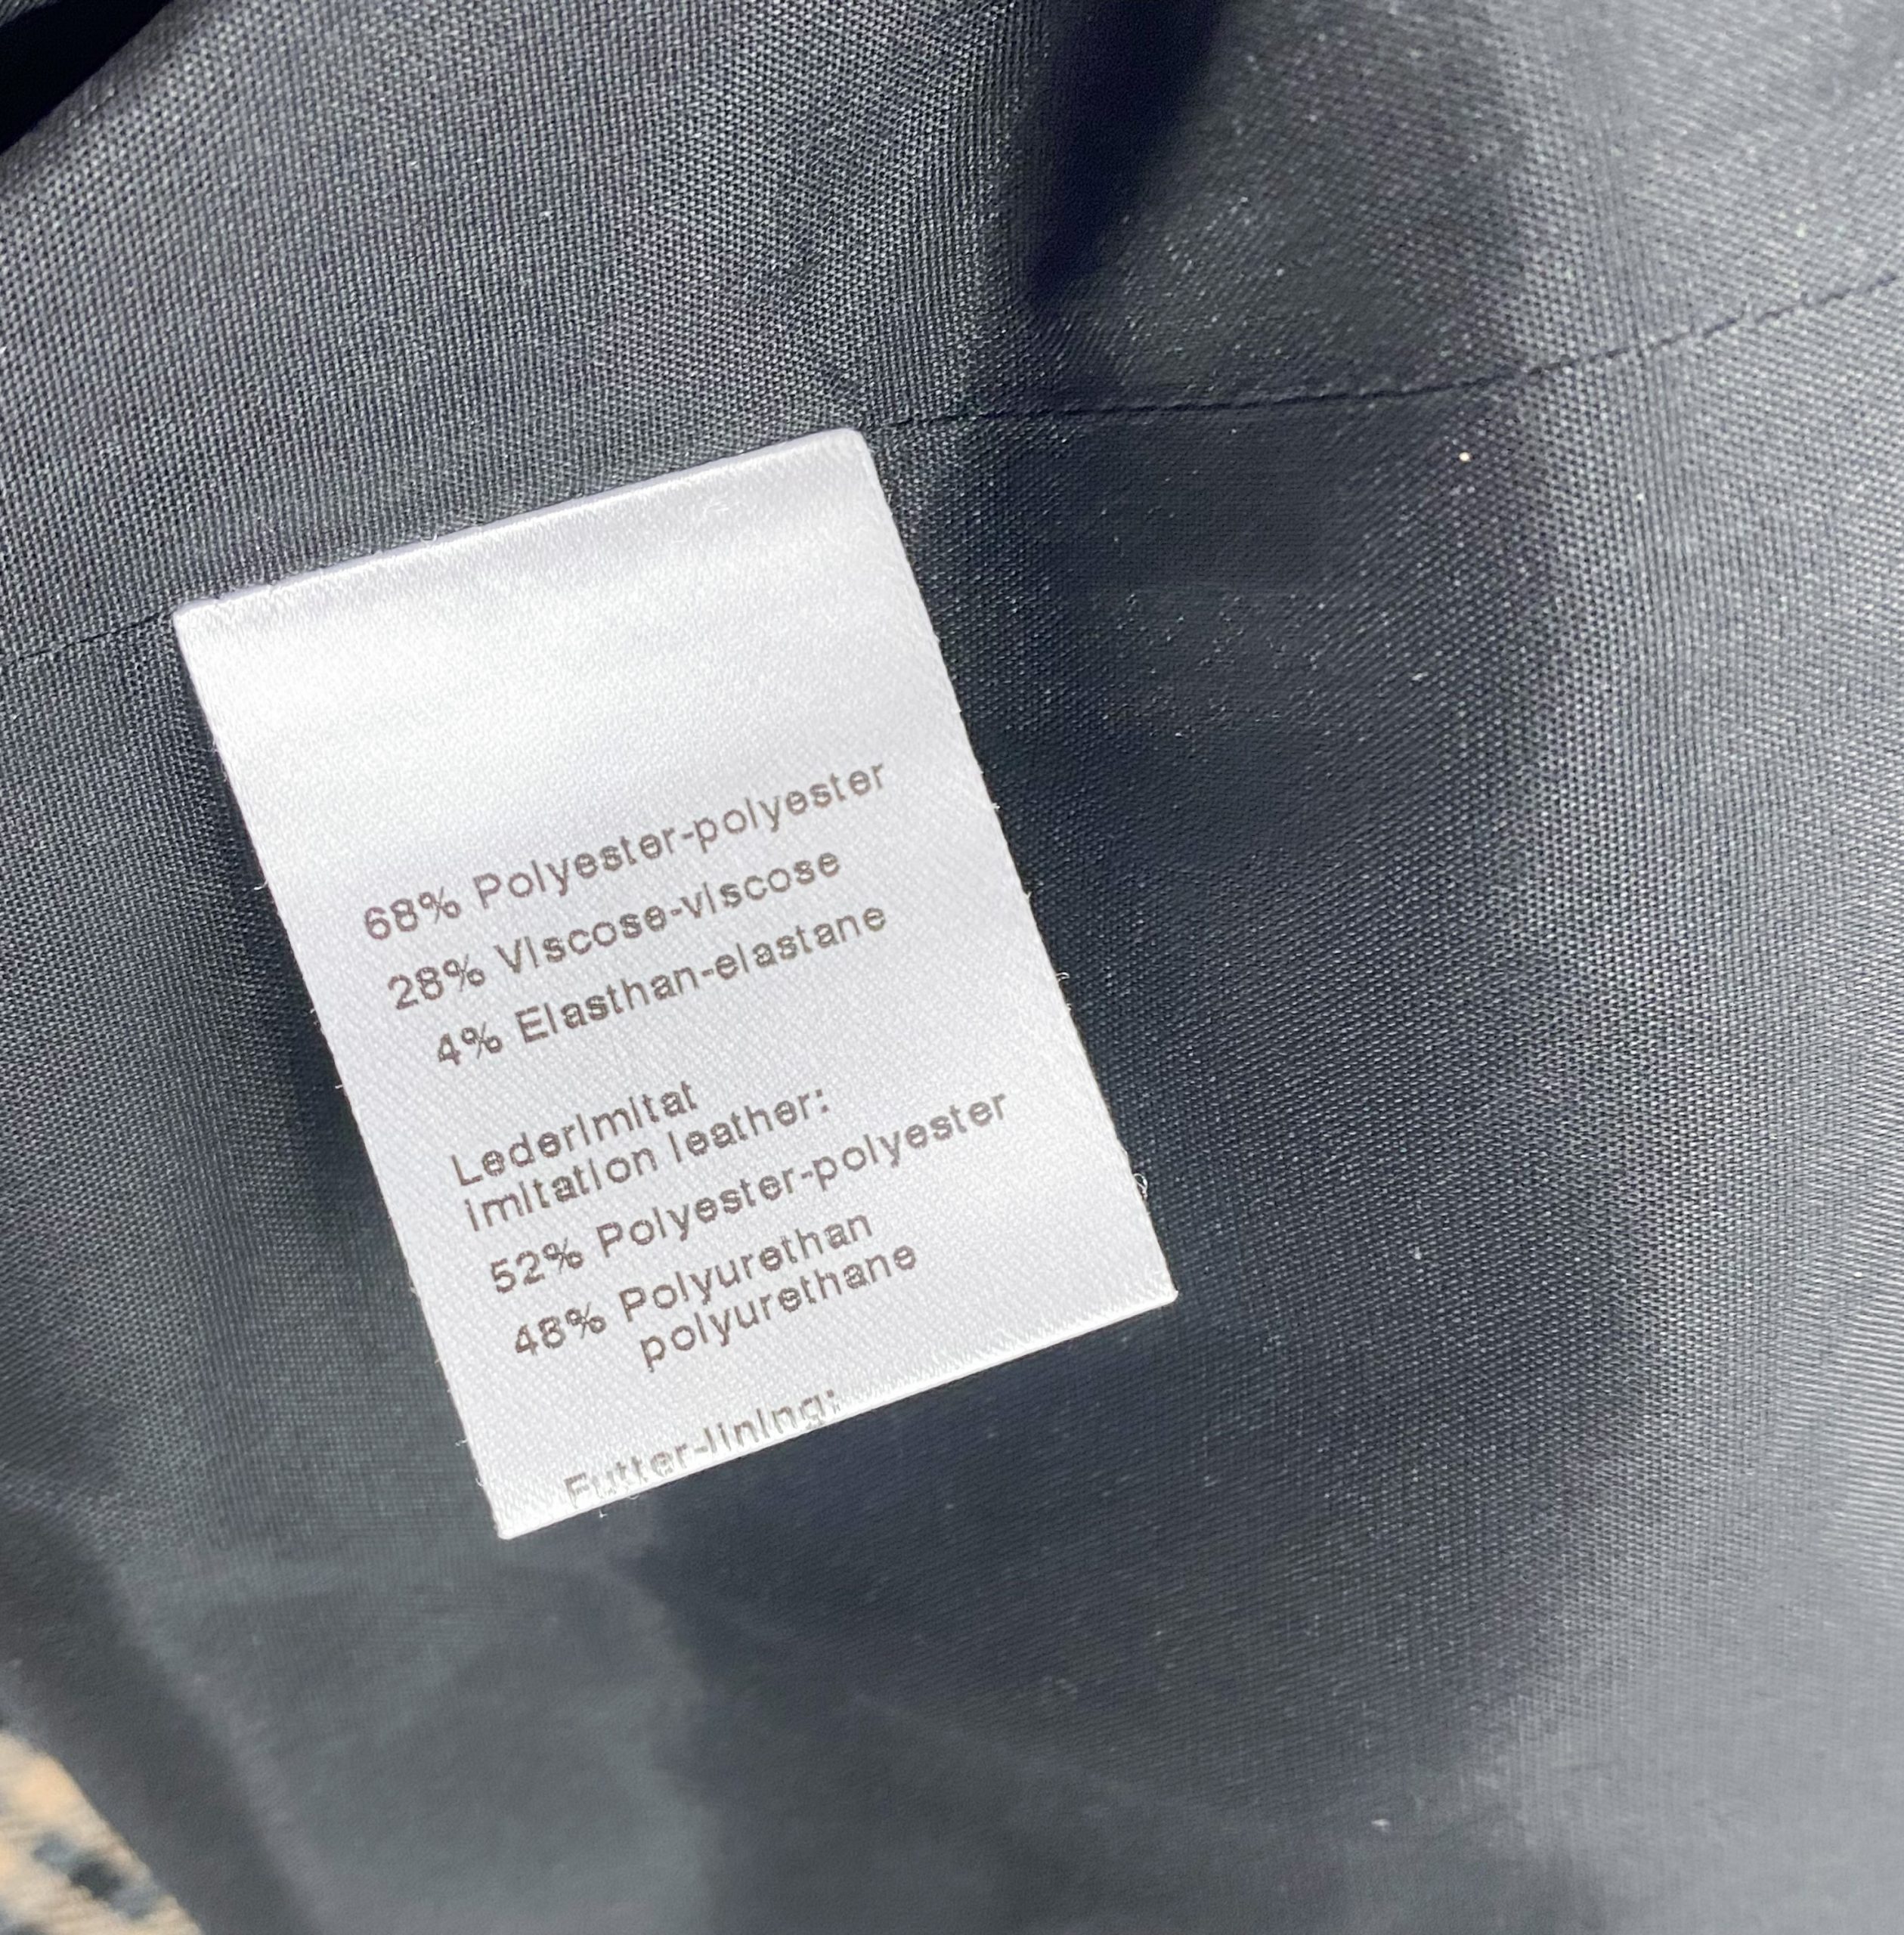 68% Polyester-polyester
28% Viscose-viscose
4% Elasthan-elastane
Lederimitat
imitation leather:
52% Polyester-polyester
48% Polyurethan
polyurethane
Futter-lining: